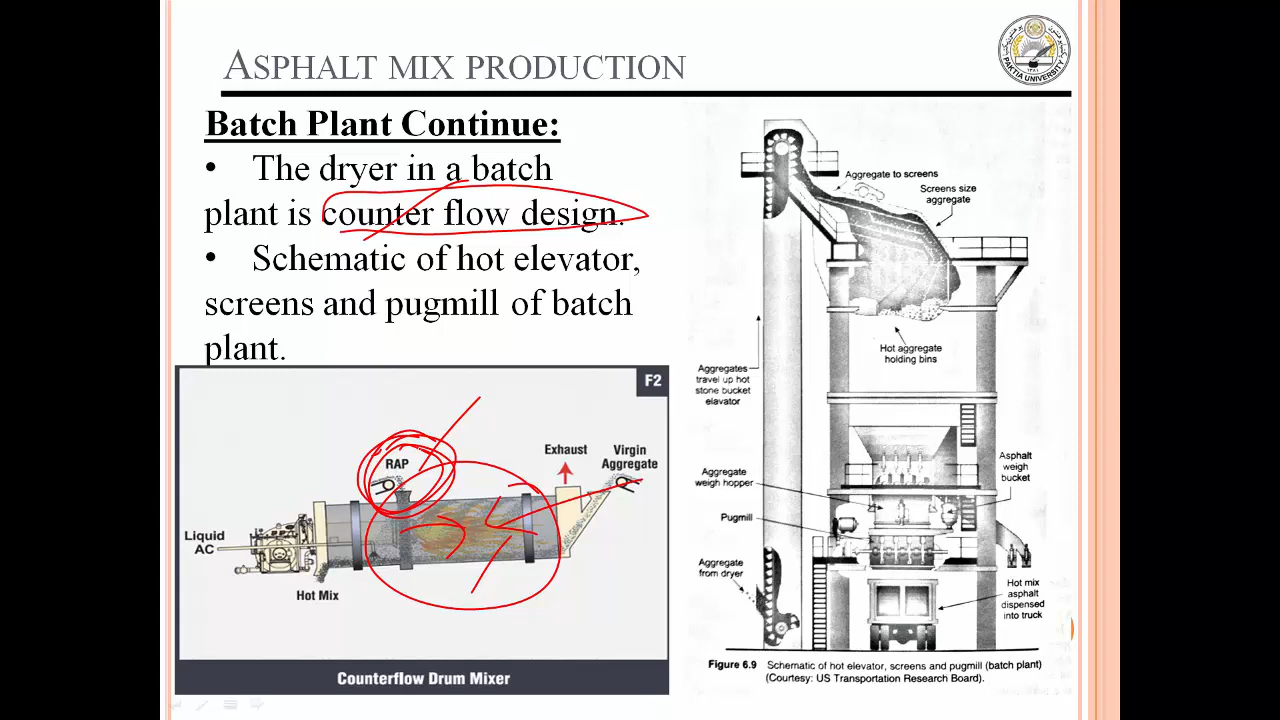 ASPHALT MIX PRODUCTION
PAKTIA UNIVERSITY
Batch Plant Continue:
• The dryer in a batch
plant is counter flow design.
• Schematic of hot elevator,
screens and pugmill of batch
plant.
F2
RAP
Exhaust
Virgin
Aggregate
Liquid
AC
Hot Mix
Counterflow Drum Mixer
Aggregate to screens
Screens size
aggregate
Hot aggregate
holding bins
Aggregates
travel up hot
stone bucket
elavator
Aggregate
weigh hopper
Asphalt
weigh
bucket
Pugmill
Aggregate
from dryer
Hot mix
asphalt
dispensed
into truck
Figure 6.9 Schematic of hot elevator, screens and pugmill (batch plant)
(Courtesy: US Transportation Research Board).